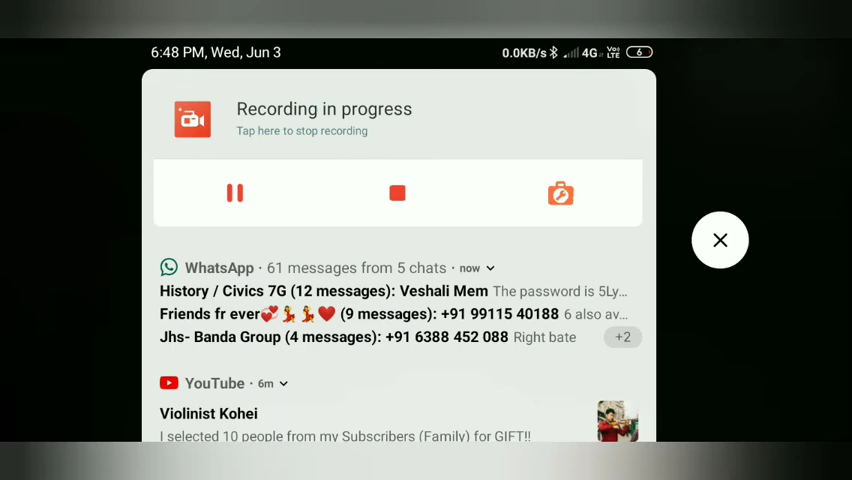 6:48 PM, Wed, Jun 3 0.0KB/s 4G Vo) LTE 6
Recording in progress
Tap here to stop recording
WhatsApp · 61 messages from 5 chats · now
History / Civics 7G (12 messages): Veshali Mem The password is 5Ly...
Friends fr ever💞💃💃❤️ (9 messages): +91 99115 40188 6 also av...
Jhs- Banda Group (4 messages): +91 6388 452 088 Right bate +2
YouTube · 6m
Violinist Kohei
I selected 10 people from my Subscribers (Family) for GIFT!!